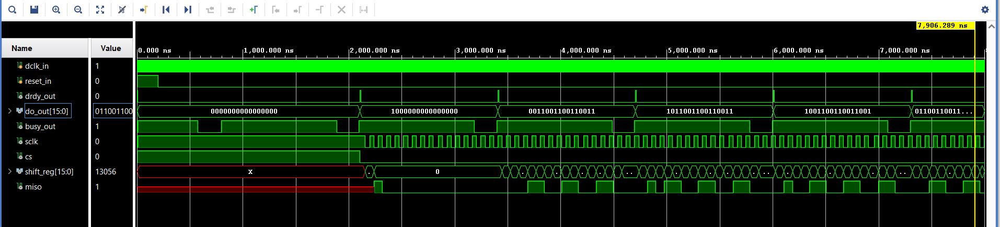 7,906.289 ns
Name Value
0.000 ns 1,000.000 ns 2,000.000 ns 3,000.000 ns 4,000.000 ns 5,000.000 ns 6,000.000 ns 7,000.000 ns
dclk_in 1
reset_in 0
drdy_out 0
do_out[15:0] 011001100 0000000000000000 1000000000000000 0011001100110011 1011001100110011 1001100110011001 01100110011...
busy_out 1
sclk 0
cs 0
shift_reg[15:0] 13056 X 0
miso 1